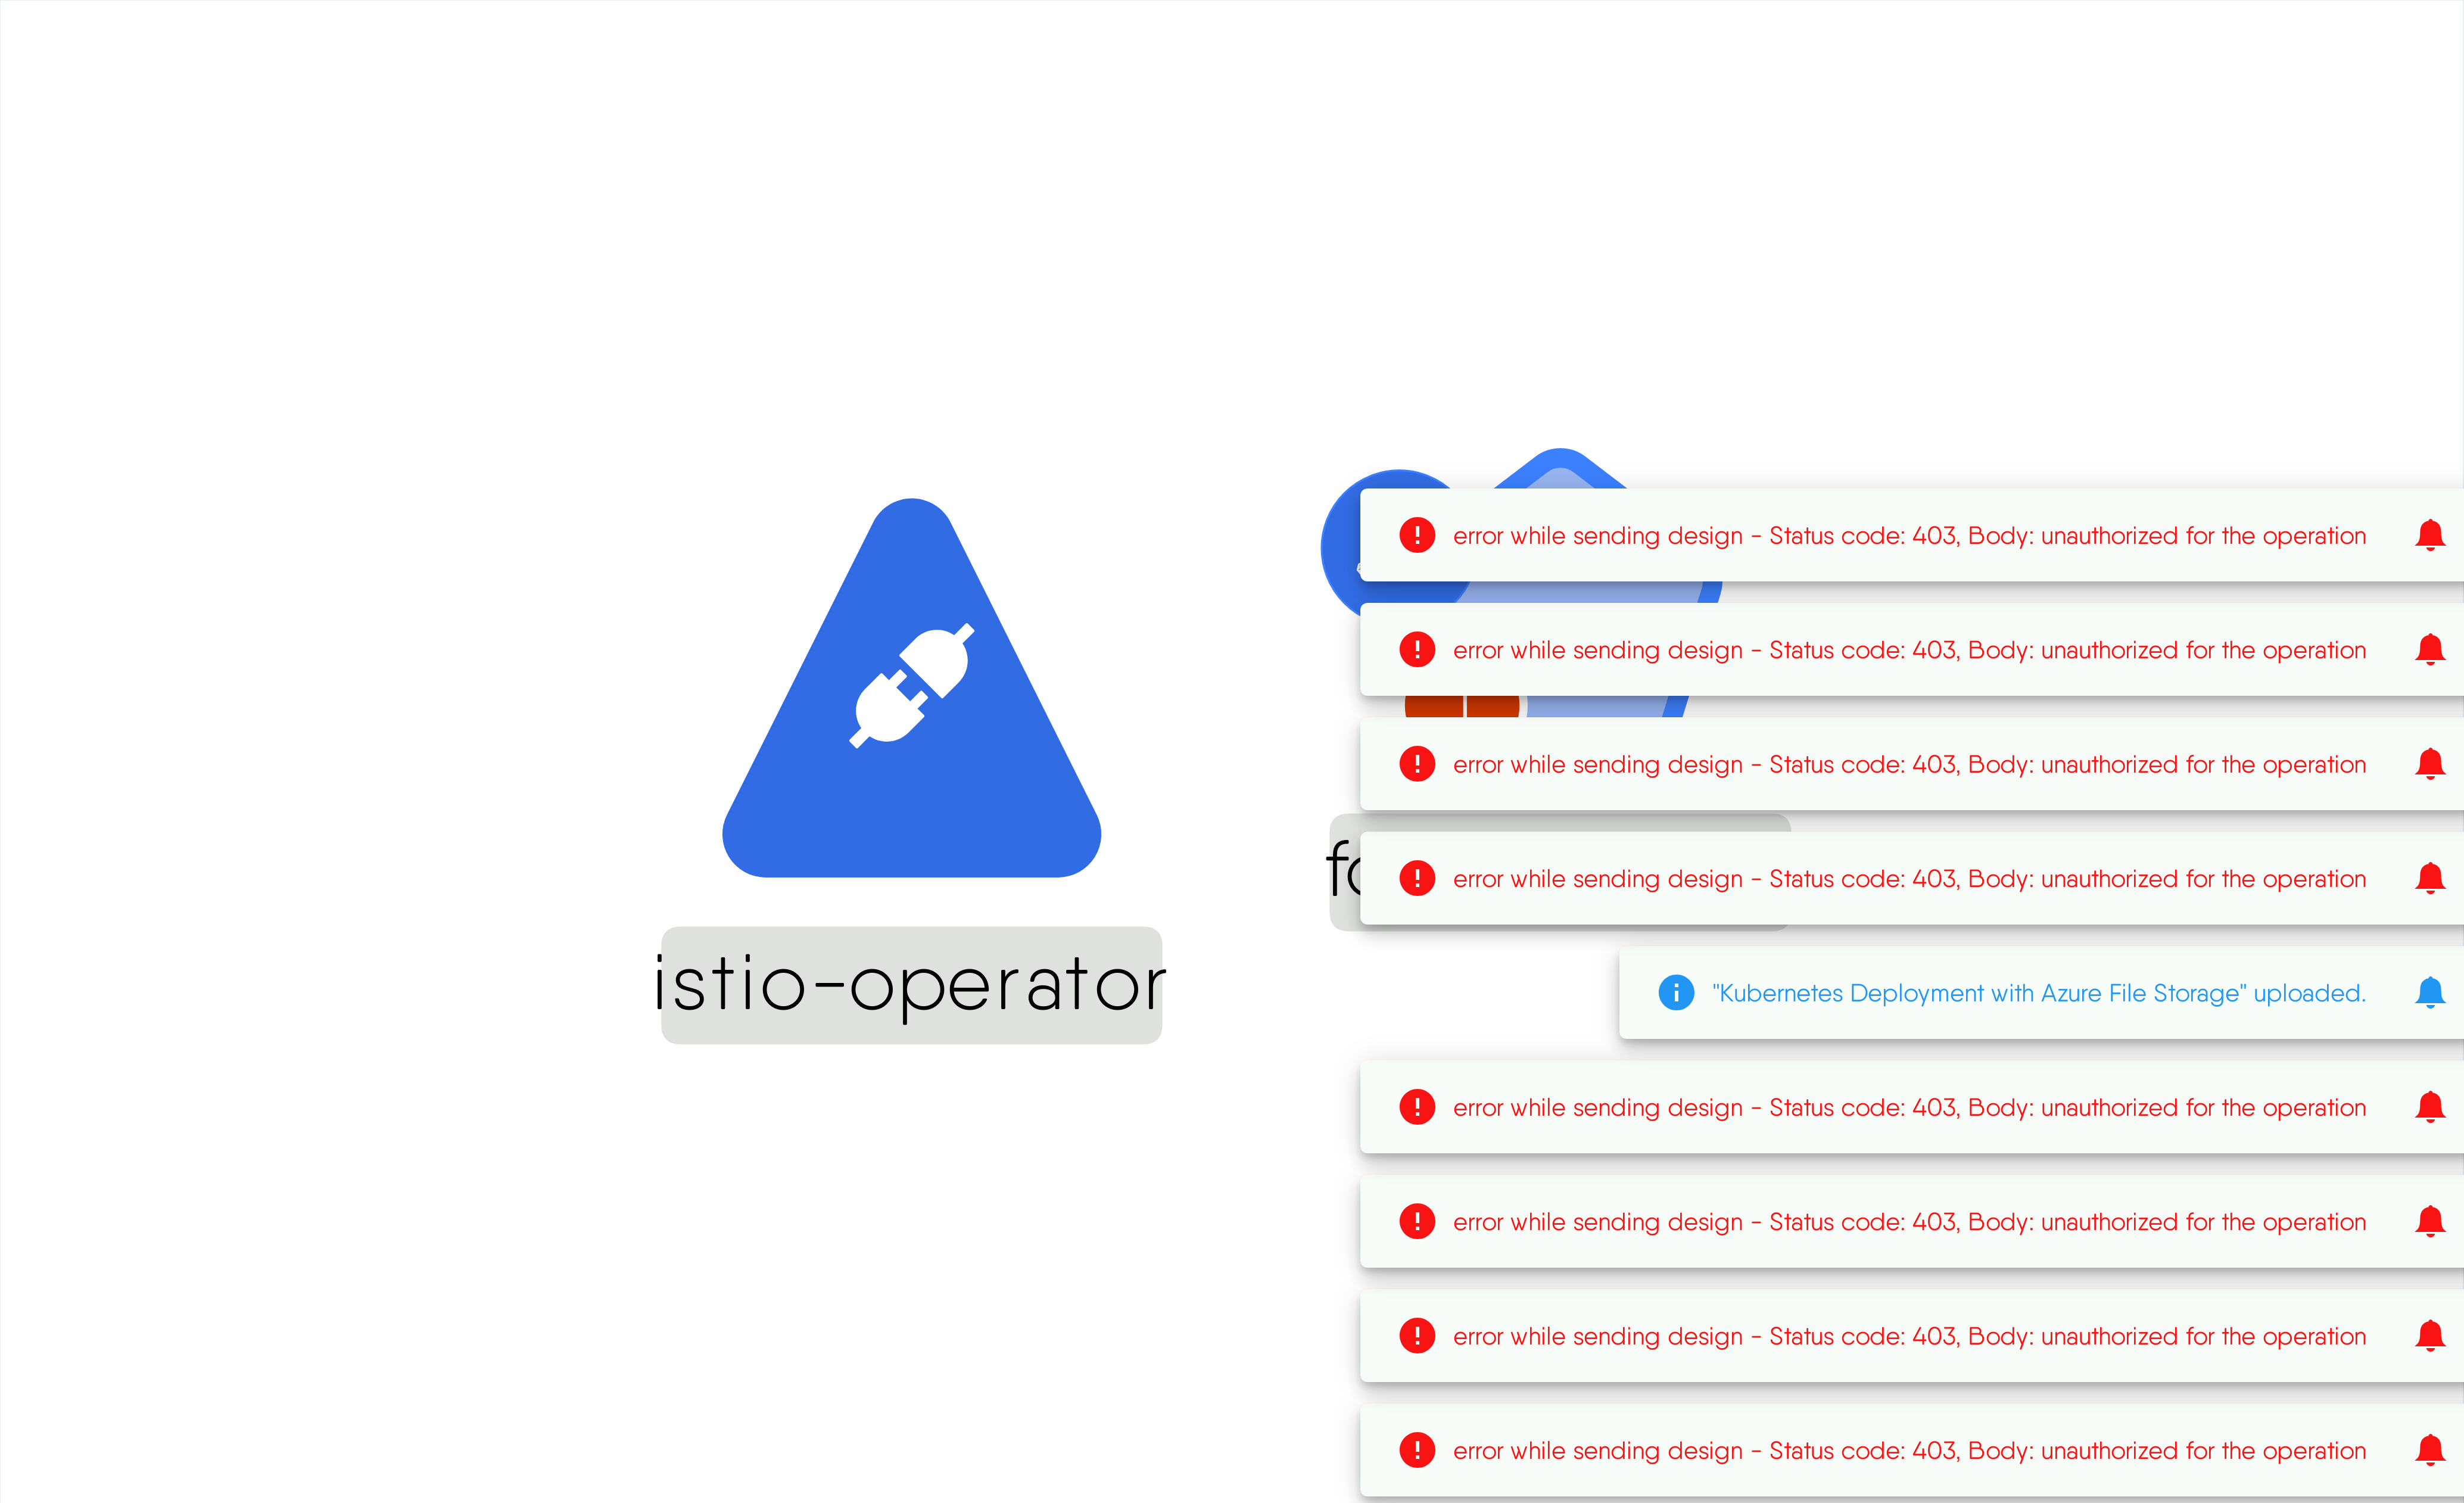 error while sending design - Status code: 403, Body: unauthorized for the operation
error while sending design - Status code: 403, Body: unauthorized for the operation
error while sending design - Status code: 403, Body: unauthorized for the operation
error while sending design - Status code: 403, Body: unauthorized for the operation
istio-operator
"Kubernetes Deployment with Azure File Storage" uploaded.
error while sending design - Status code: 403, Body: unauthorized for the operation
error while sending design - Status code: 403, Body: unauthorized for the operation
error while sending design - Status code: 403, Body: unauthorized for the operation
error while sending design - Status code: 403, Body: unauthorized for the operation